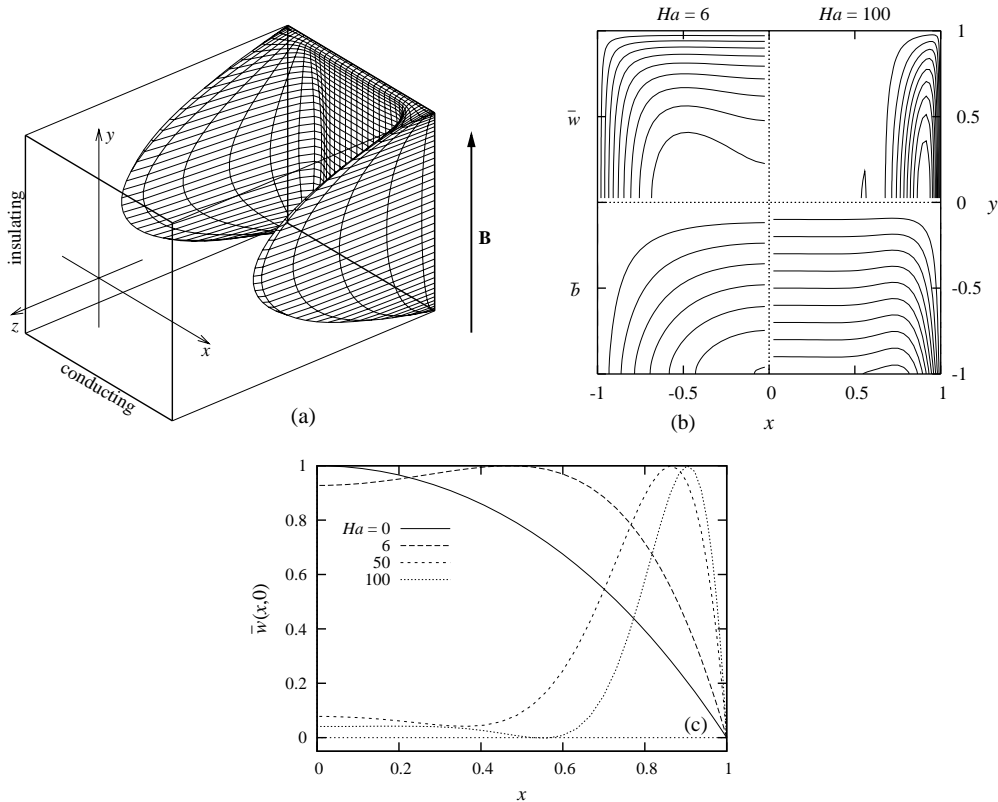 y
insulating
B
z
x
conducting
(a)
Ha = 6
Ha = 100
1
w̄
0.5
0
y
b̄
-0.5
-1
-1
-0.5
0
0.5
1
(b)
x
1
0.8
0.6
0.4
0.2
0
w̄(x,0)
Ha = 0
6
50
100
(c)
0
0.2
0.4
0.6
0.8
1
x